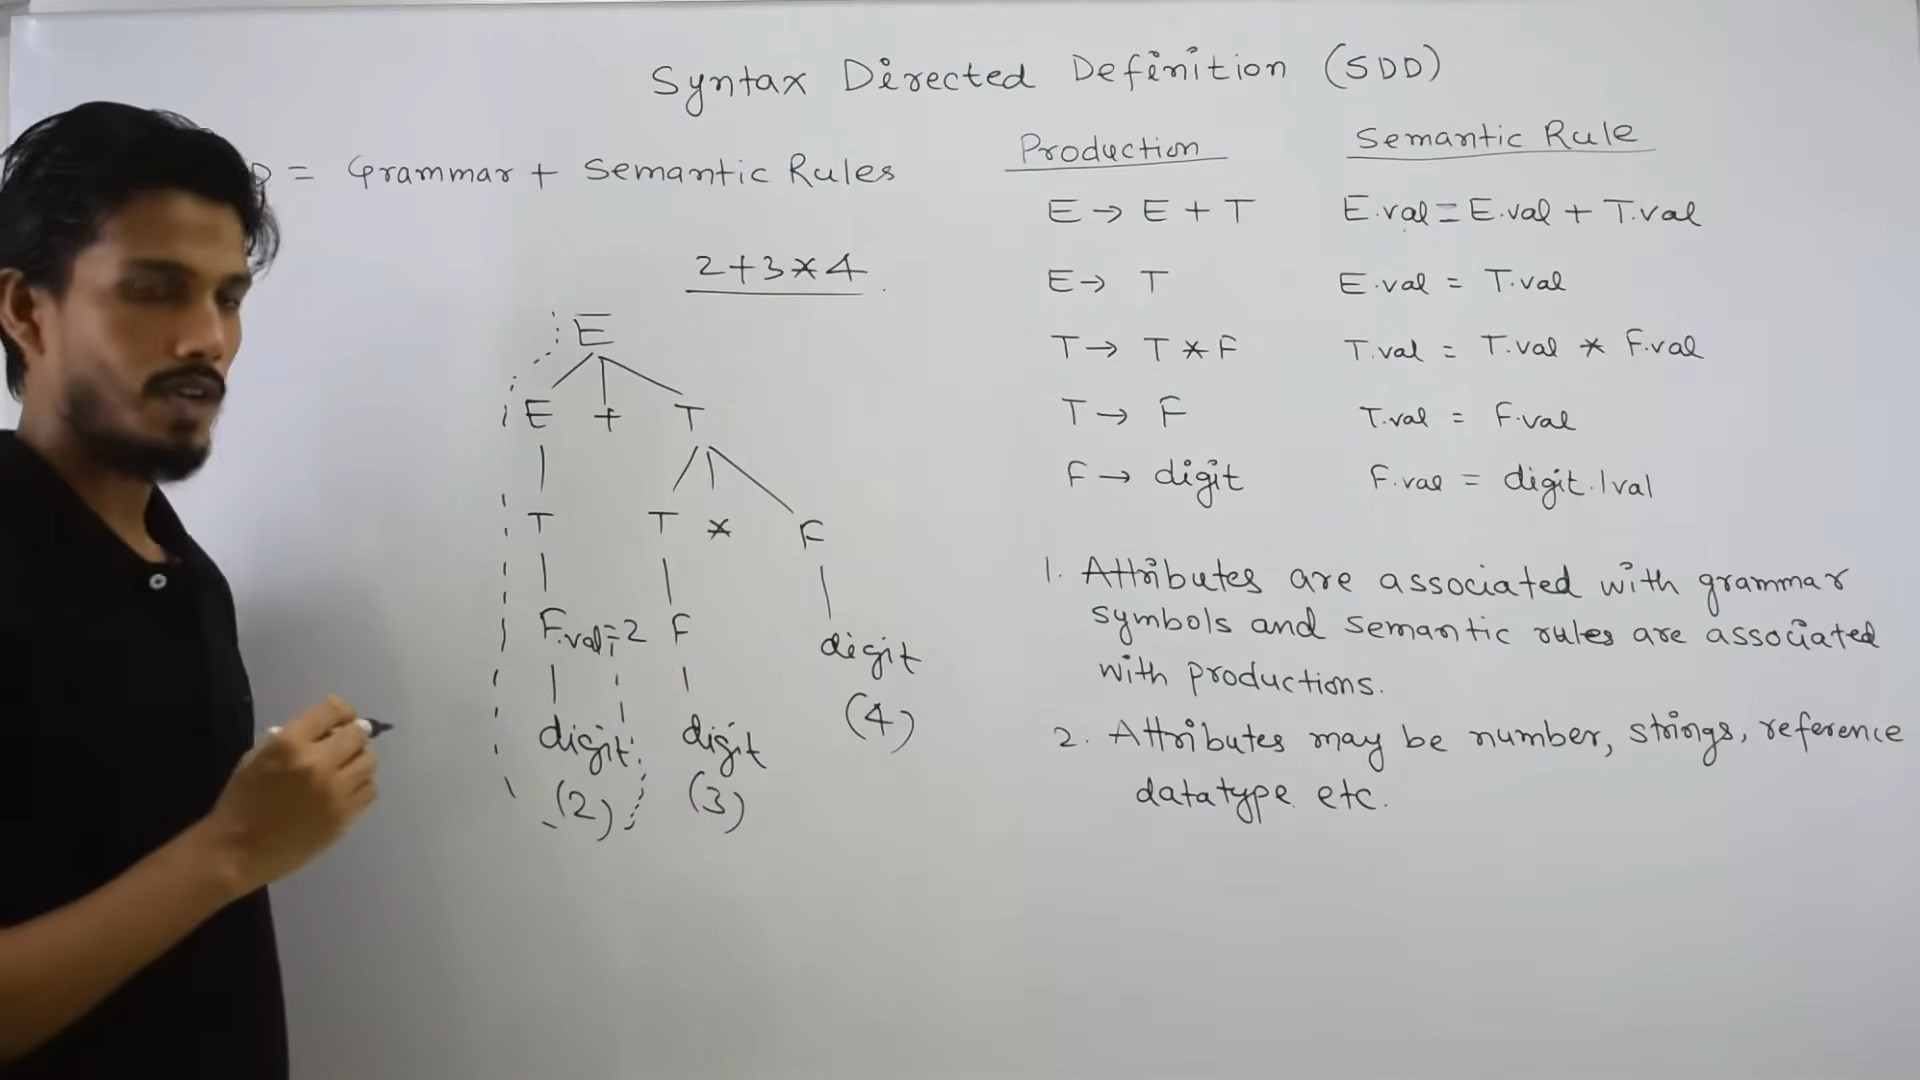 Syntax Directed Definition (SDD)
D = Grammar + Semantic Rules
2+3*4
E
E + T
T T * F
F.val=2 F digit
digit digit (4)
(2) (3)
Production Semantic Rule
E → E + T E.val = E.val + T.val
E → T E.val = T.val
T → T * F T.val = T.val * F.val
T → F T.val = F.val
F → digit F.val = digit.lval
1. Attributes are associated with grammar
symbols and semantic rules are associated
with productions.
2. Attributes may be number, strings, reference
datatype etc.